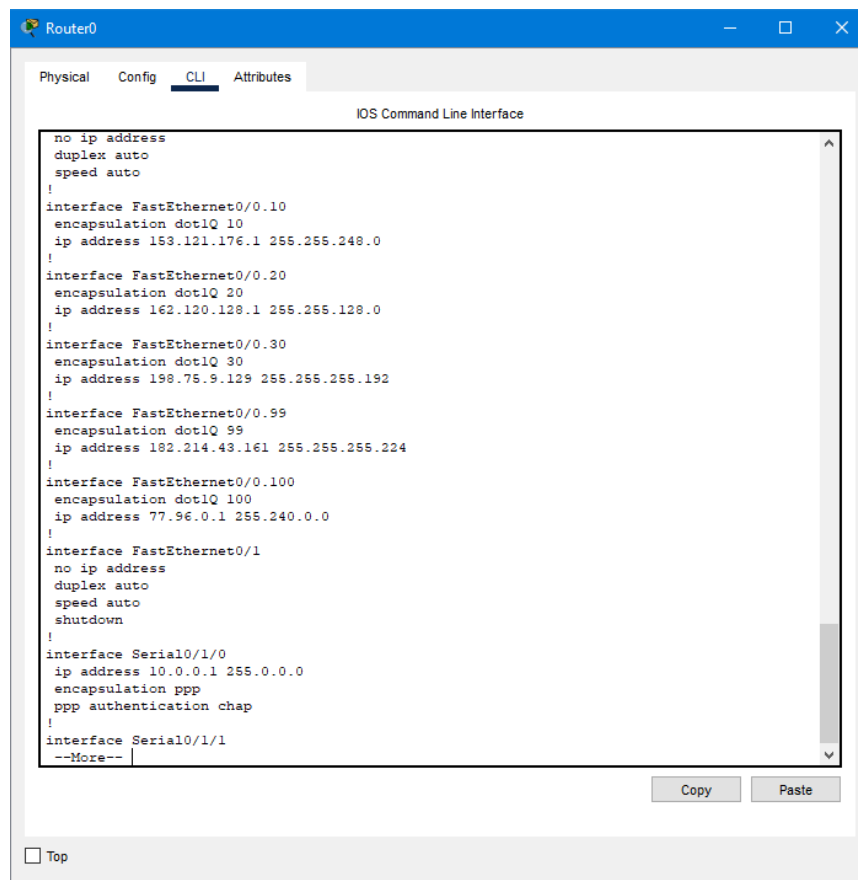 Router0
Physical Config CLI Attributes
IOS Command Line Interface
no ip address
duplex auto
speed auto
!
interface FastEthernet0/0.10
encapsulation dot1Q 10
ip address 153.121.176.1 255.255.248.0
!
interface FastEthernet0/0.20
encapsulation dot1Q 20
ip address 162.120.128.1 255.255.128.0
!
interface FastEthernet0/0.30
encapsulation dot1Q 30
ip address 198.75.9.129 255.255.255.192
!
interface FastEthernet0/0.99
encapsulation dot1Q 99
ip address 182.214.43.161 255.255.255.224
!
interface FastEthernet0/0.100
encapsulation dot1Q 100
ip address 77.96.0.1 255.240.0.0
!
interface FastEthernet0/1
no ip address
duplex auto
speed auto
shutdown
!
interface Serial0/1/0
ip address 10.0.0.1 255.0.0.0
encapsulation ppp
ppp authentication chap
!
interface Serial0/1/1
--More--
Copy Paste
Top